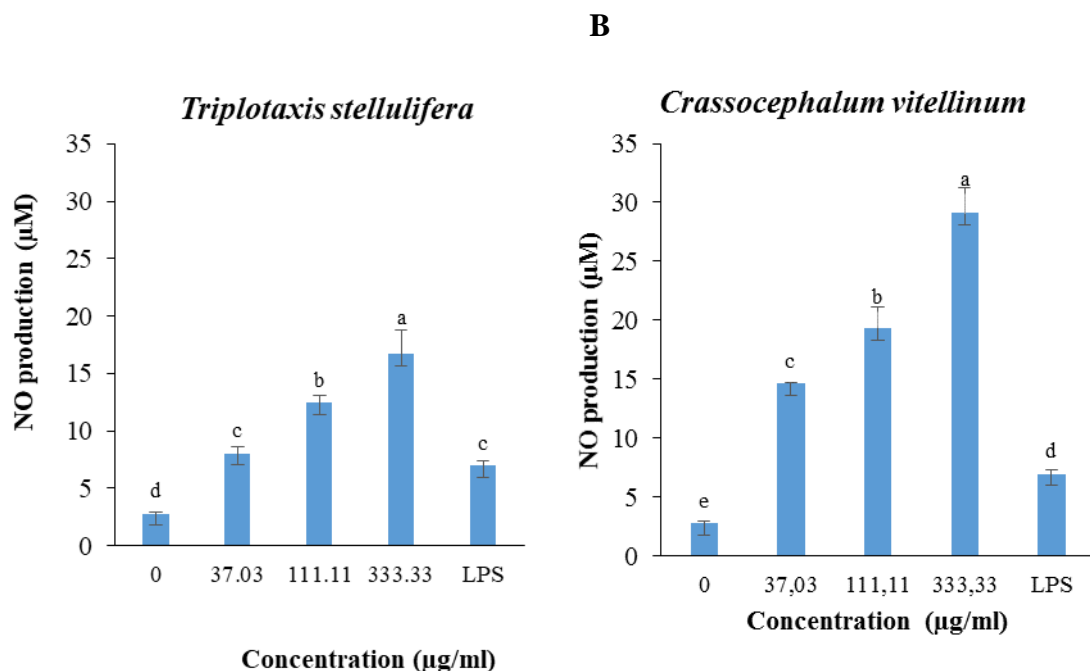 B
Triplotaxis stellulifera
NO production (µM)
35
30
25
20
15
10
5
0
a
b
c
c
d
0 37.03 111.11 333.33 LPS
Concentration (µg/ml)
Crassocephalum vitellinum
NO production (µM)
35
30
25
20
15
10
5
0
a
b
c
d
e
0 37,03 111,11 333,33 LPS
Concentration (µg/ml)